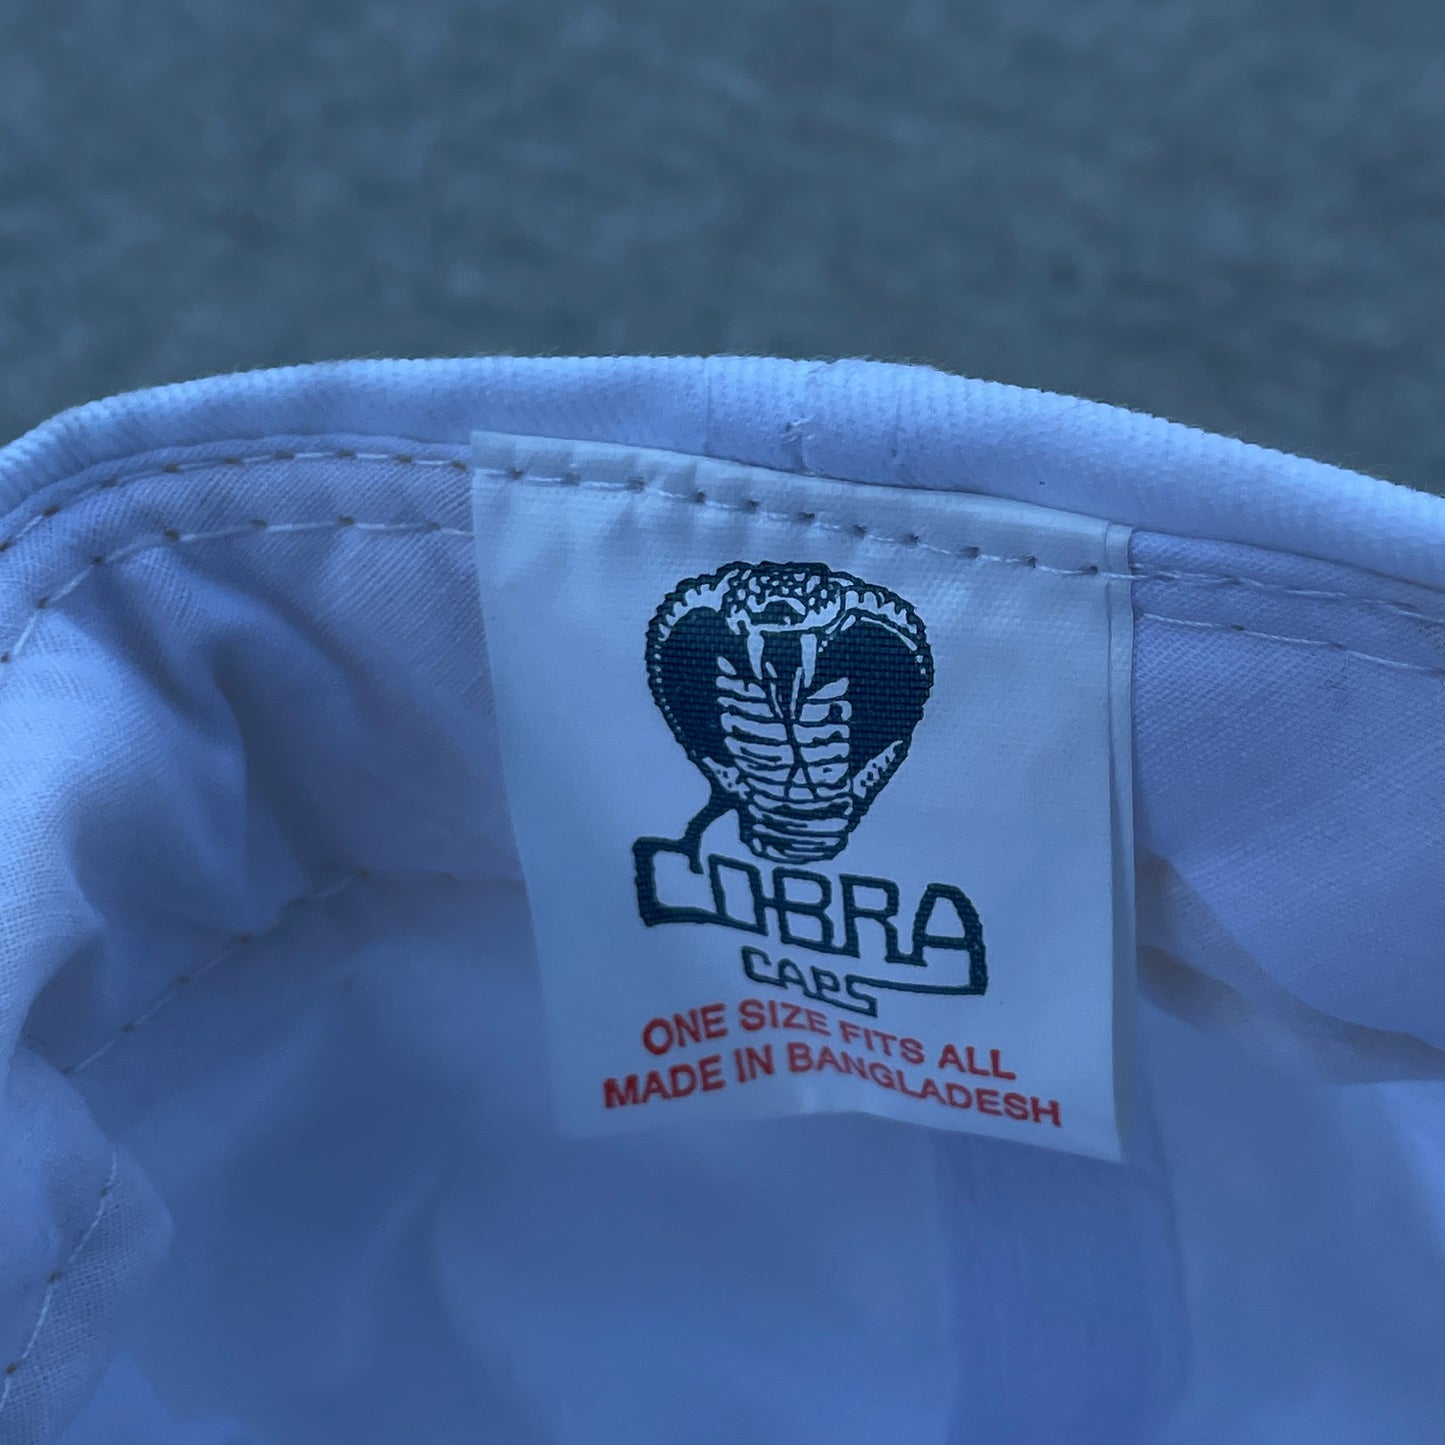 COBRA
CAPS
ONE SIZE FITS ALL
MADE IN BANGLADESH